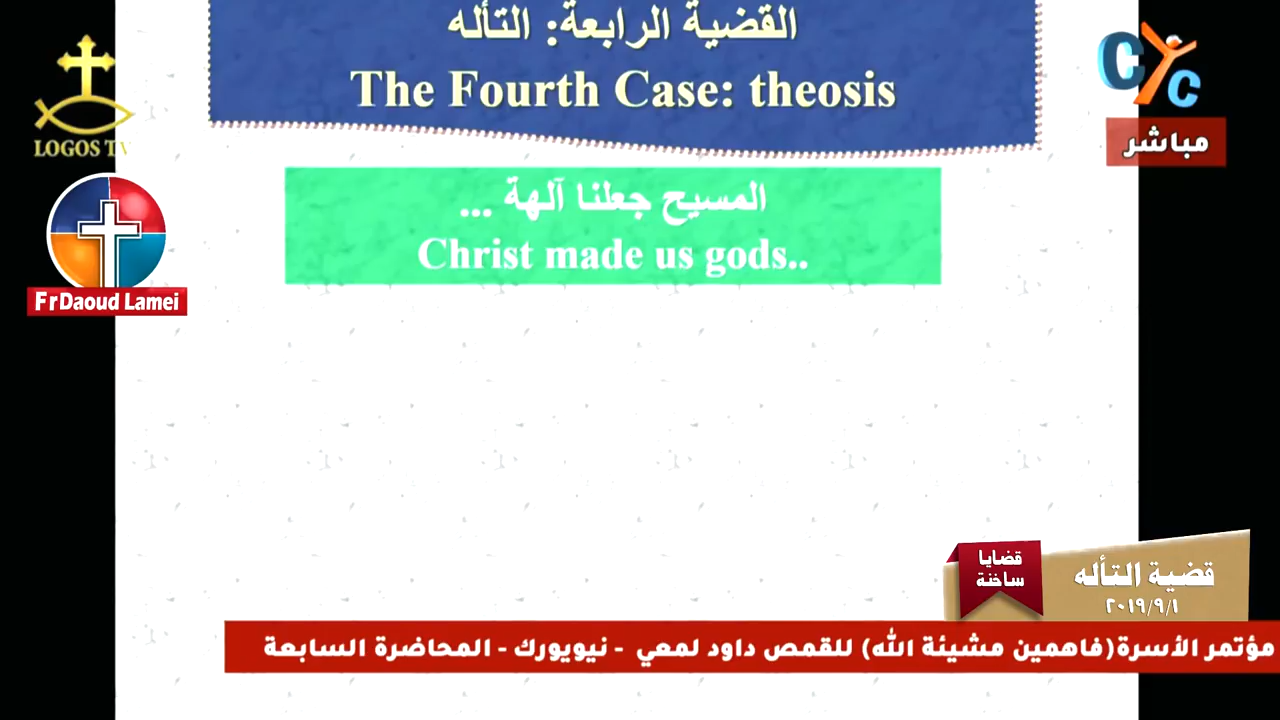 القضية الرابعة: التأله
The Fourth Case: theosis
المسيح جعلنا آلهة ...
Christ made us gods..
LOGOS TV
FrDaoud Lamei
CYC
مباشر
قضايا
ساخنة
قضية التأله
٢٠١٩/٩/١
مؤتمر الأسرة(فاهمين مشيئة الله) للقمص داود لمعي - نيويورك - المحاضرة السابعة